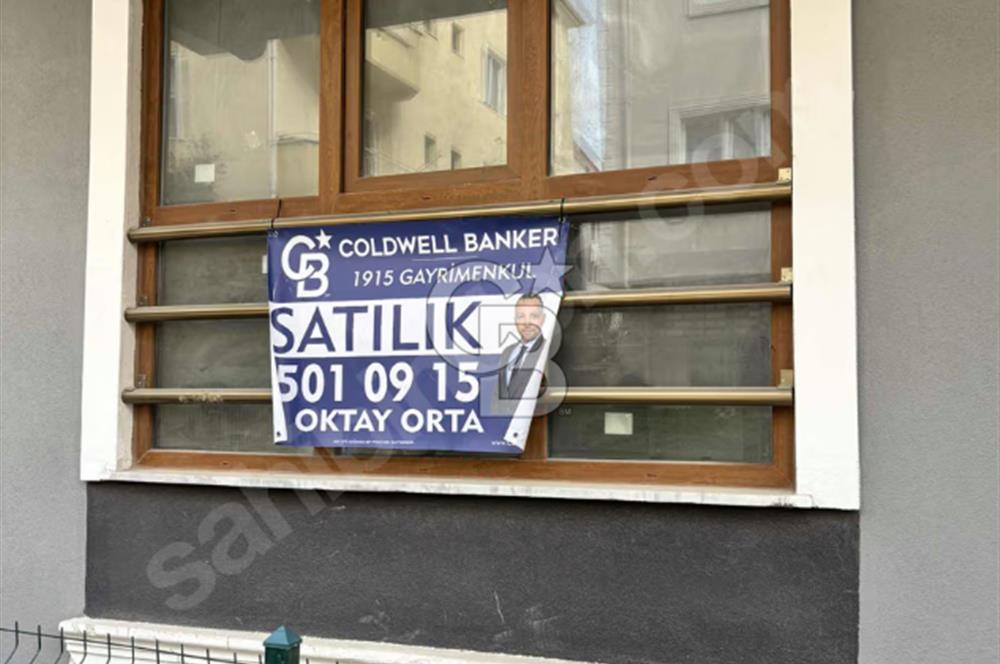 CB COLDWELL BANKER
1915 GAYRİMENKUL
SATILIK
501 09 15
OKTAY ORTA
sahibinden.com